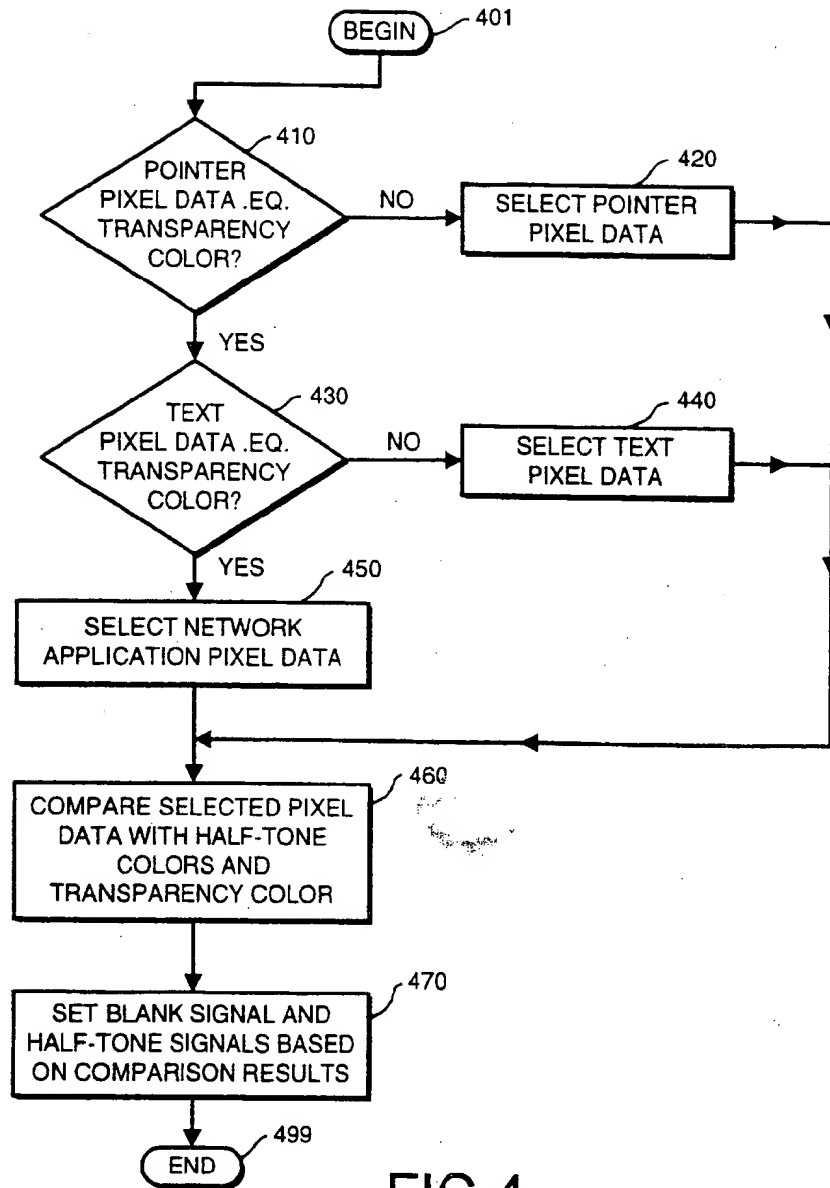 BEGIN
401
410
POINTER
PIXEL DATA .EQ.
TRANSPARENCY
COLOR?
NO
420
SELECT POINTER
PIXEL DATA
YES
430
TEXT
PIXEL DATA .EQ.
TRANSPARENCY
COLOR?
NO
440
SELECT TEXT
PIXEL DATA
YES
450
SELECT NETWORK
APPLICATION PIXEL DATA
460
COMPARE SELECTED PIXEL
DATA WITH HALF-TONE
COLORS AND
TRANSPARENCY COLOR
470
SET BLANK SIGNAL AND
HALF-TONE SIGNALS BASED
ON COMPARISON RESULTS
499
END
FIG 4